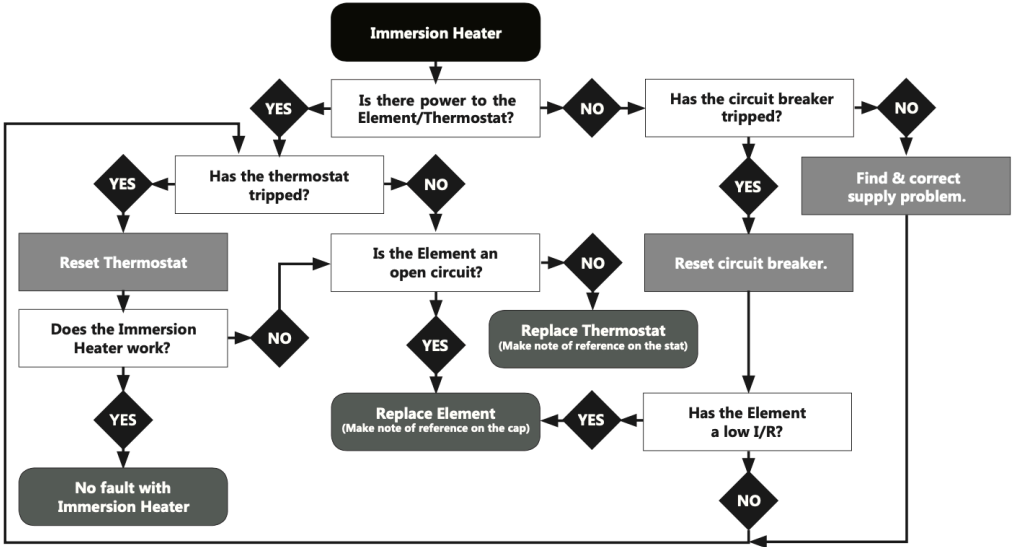 Immersion Heater
Is there power to the
Element/Thermostat?
YES
NO
Has the circuit breaker
tripped?
NO
YES
Find & correct
supply problem.
Has the thermostat
tripped?
YES
NO
Reset Thermostat
Is the Element an
open circuit?
NO
Reset circuit breaker.
Does the Immersion
Heater work?
NO
YES
Replace Thermostat
(Make note of reference on the stat)
YES
Replace Element
(Make note of reference on the cap)
YES
Has the Element
a low I/R?
No fault with
Immersion Heater
NO